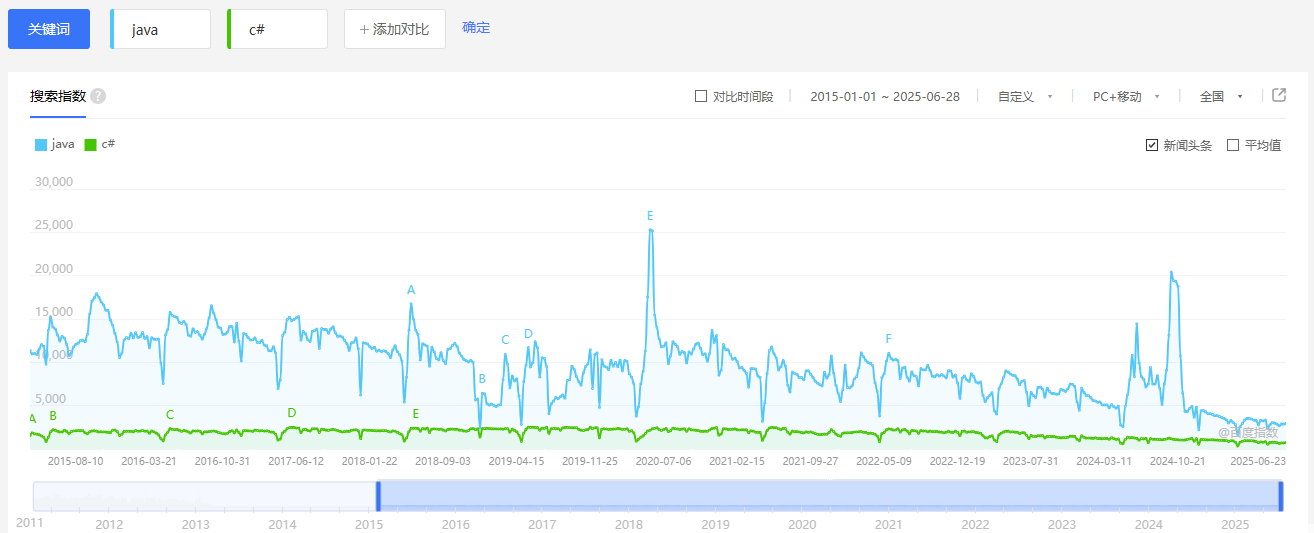 关键词 java c# +添加对比 确定
搜索指数 ? 对比时间段 2015-01-01 ~ 2025-06-28 自定义 PC+移动 全国
java c# 新闻头条 平均值
30,000
E
25,000
20,000
A
15,000
C D F
10,000
B
5,000
A B C D E
@百度指数
2015-08-10 2016-03-21 2016-10-31 2017-06-12 2018-01-22 2018-09-03 2019-04-15 2019-11-25 2020-07-06 2021-02-15 2021-09-27 2022-05-09 2022-12-19 2023-07-31 2024-03-11 2024-10-21 2025-06-23
2011 2012 2013 2014 2015 2016 2017 2018 2019 2020 2021 2022 2023 2024 2025